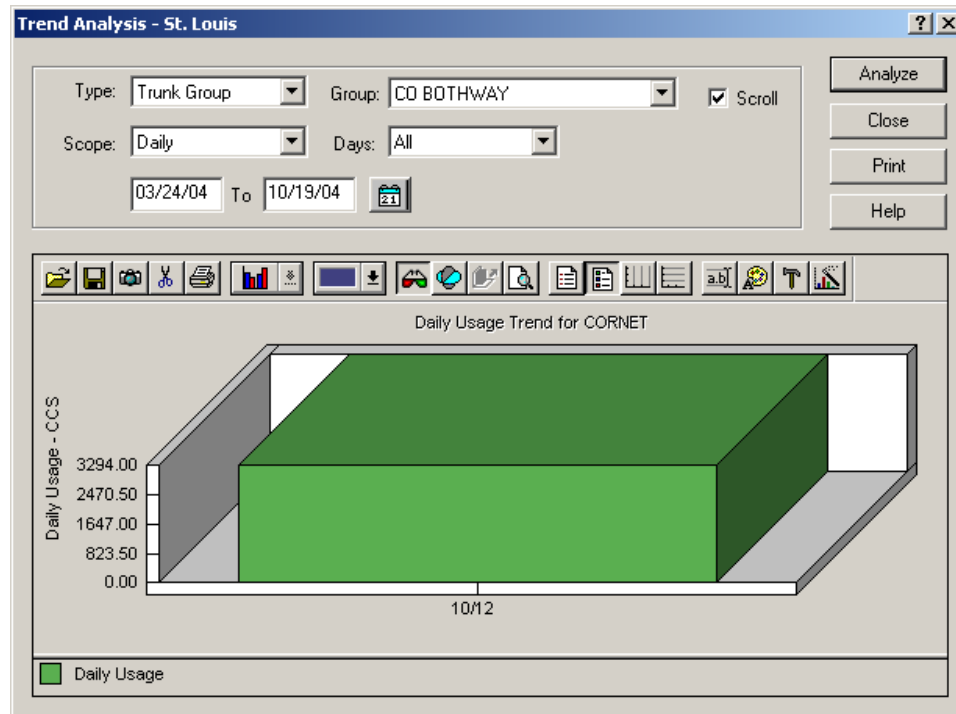 Trend Analysis - St. Louis
Type: Trunk Group Group: CO BOTHWAY Scroll
Scope: Daily Days: All
03/24/04 To 10/19/04 21
Analyze
Close
Print
Help
a.b
Daily Usage Trend for CORNET
Daily Usage - CCS
3294.00
2470.50
1647.00
823.50
0.00
10/12
Daily Usage